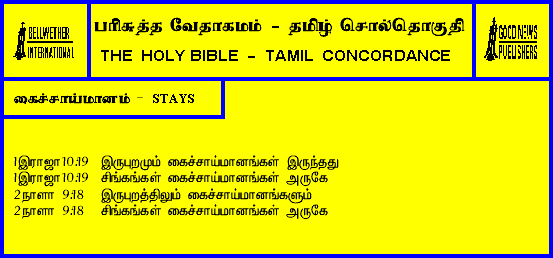 BELLWETHER
INTERNATIONAL
பரிசுத்த வேதாகமம் - தமிழ் சொல்தொகுதி
THE HOLY BIBLE - TAMIL CONCORDANCE
GOOD NEWS
PUBLISHERS
கைச்சாய்மானம் - STAYS
1இராஜா 10:19 இருபுறமும் கைச்சாய்மானங்கள் இருந்தது
1இராஜா 10:19 சிங்கங்கள் கைச்சாய்மானங்கள் அருகே
2நாளா 9:18 இருபுறத்திலும் கைச்சாய்மானங்களும்
2நாளா 9:18 சிங்கங்கள் கைச்சாய்மானங்கள் அருகே